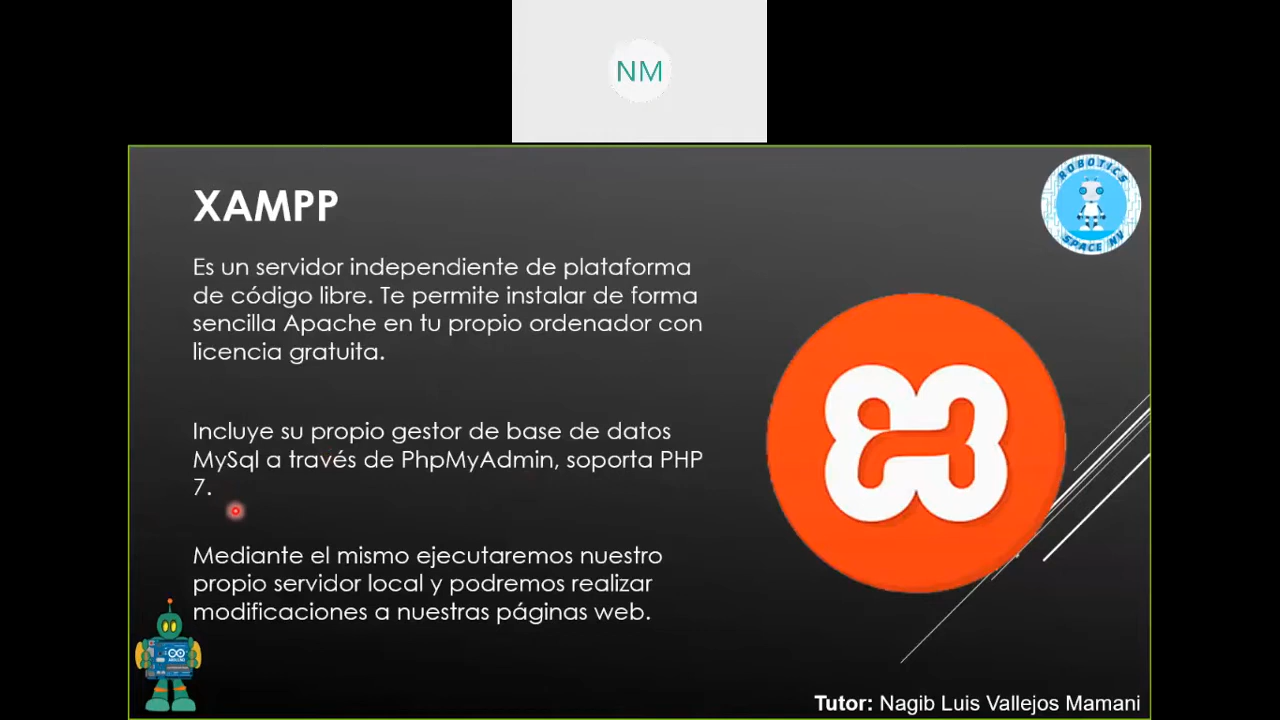 NM
XAMPP
ROBOTICS
SPACE NV
Es un servidor independiente de plataforma
de código libre. Te permite instalar de forma
sencilla Apache en tu propio ordenador con
licencia gratuita.
Incluye su propio gestor de base de datos
MySql a través de PhpMyAdmin, soporta PHP
7.
Mediante el mismo ejecutaremos nuestro
propio servidor local y podremos realizar
modificaciones a nuestras páginas web.
ARDUINO
Tutor: Nagib Luis Vallejos Mamani